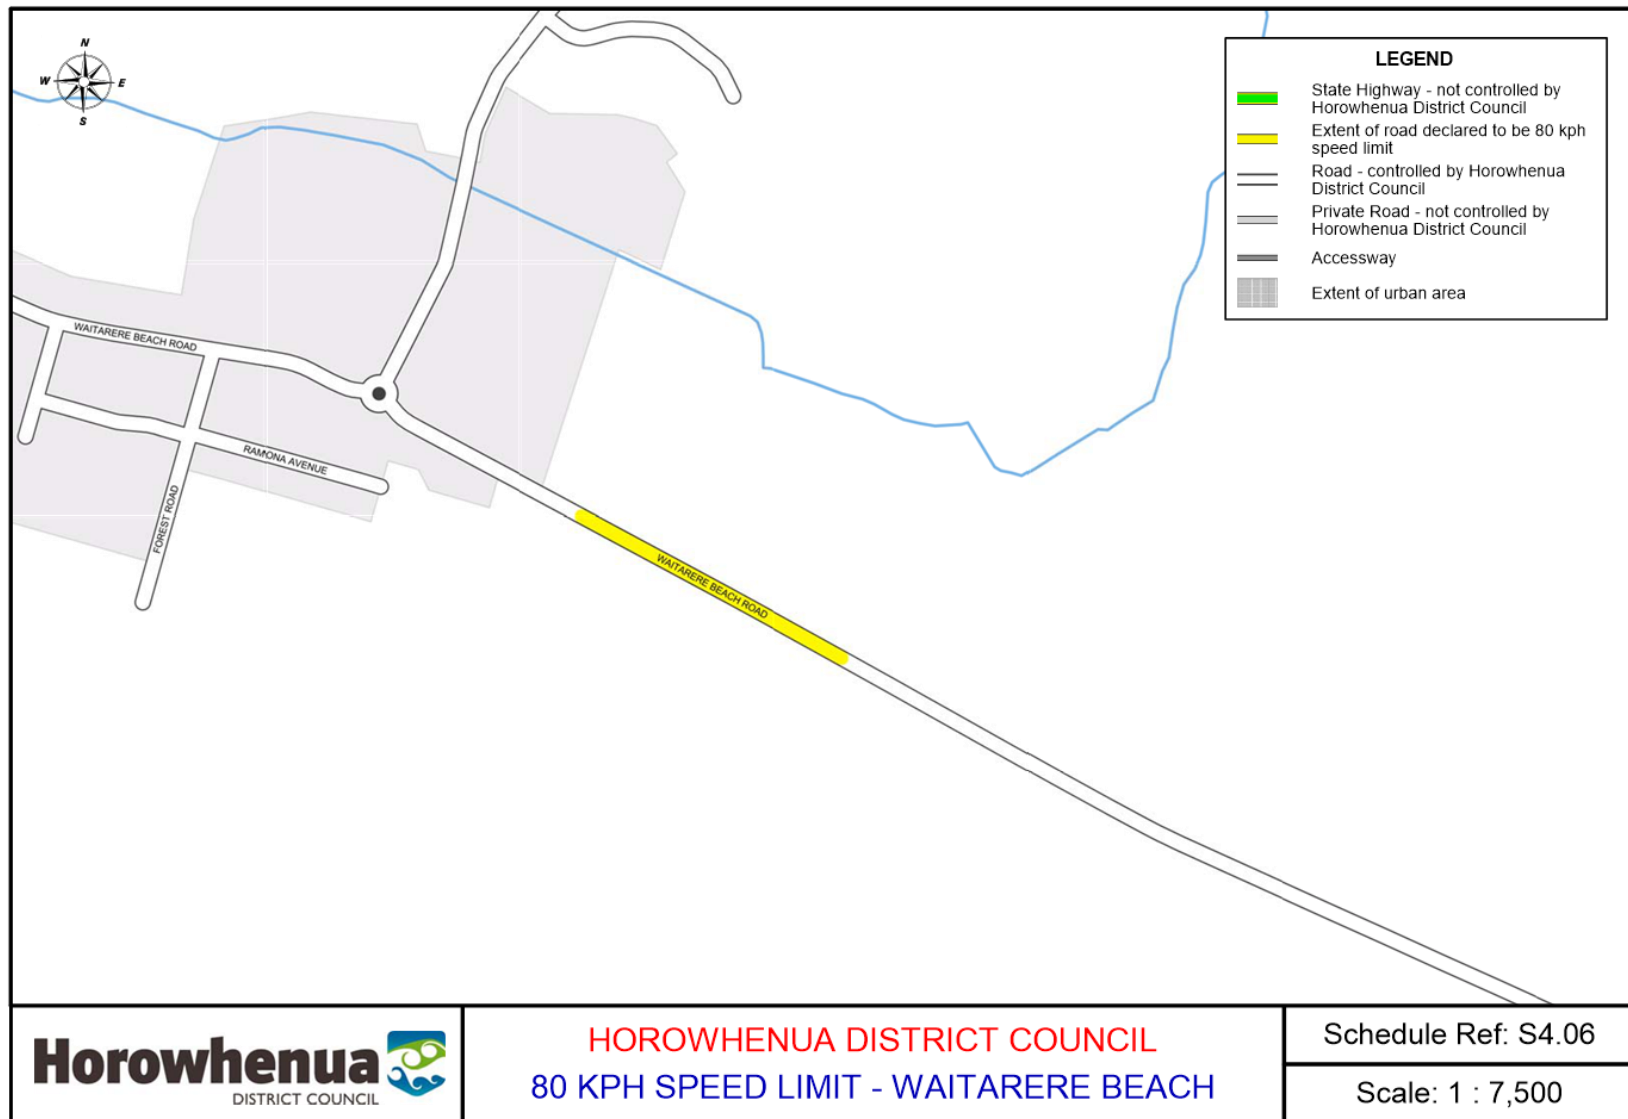 N
W
E
S
LEGEND
State Highway - not controlled by
Horowhenua District Council
Extent of road declared to be 80 kph
speed limit
Road - controlled by Horowhenua
District Council
Private Road - not controlled by
Horowhenua District Council
Accessway
Extent of urban area
WAITARERE BEACH ROAD
RAMONA AVENUE
FOREST ROAD
WAITARERE BEACH ROAD
Horowhenua
DISTRICT COUNCIL
HOROWHENUA DISTRICT COUNCIL
80 KPH SPEED LIMIT - WAITARERE BEACH
Schedule Ref: S4.06
Scale: 1 : 7,500